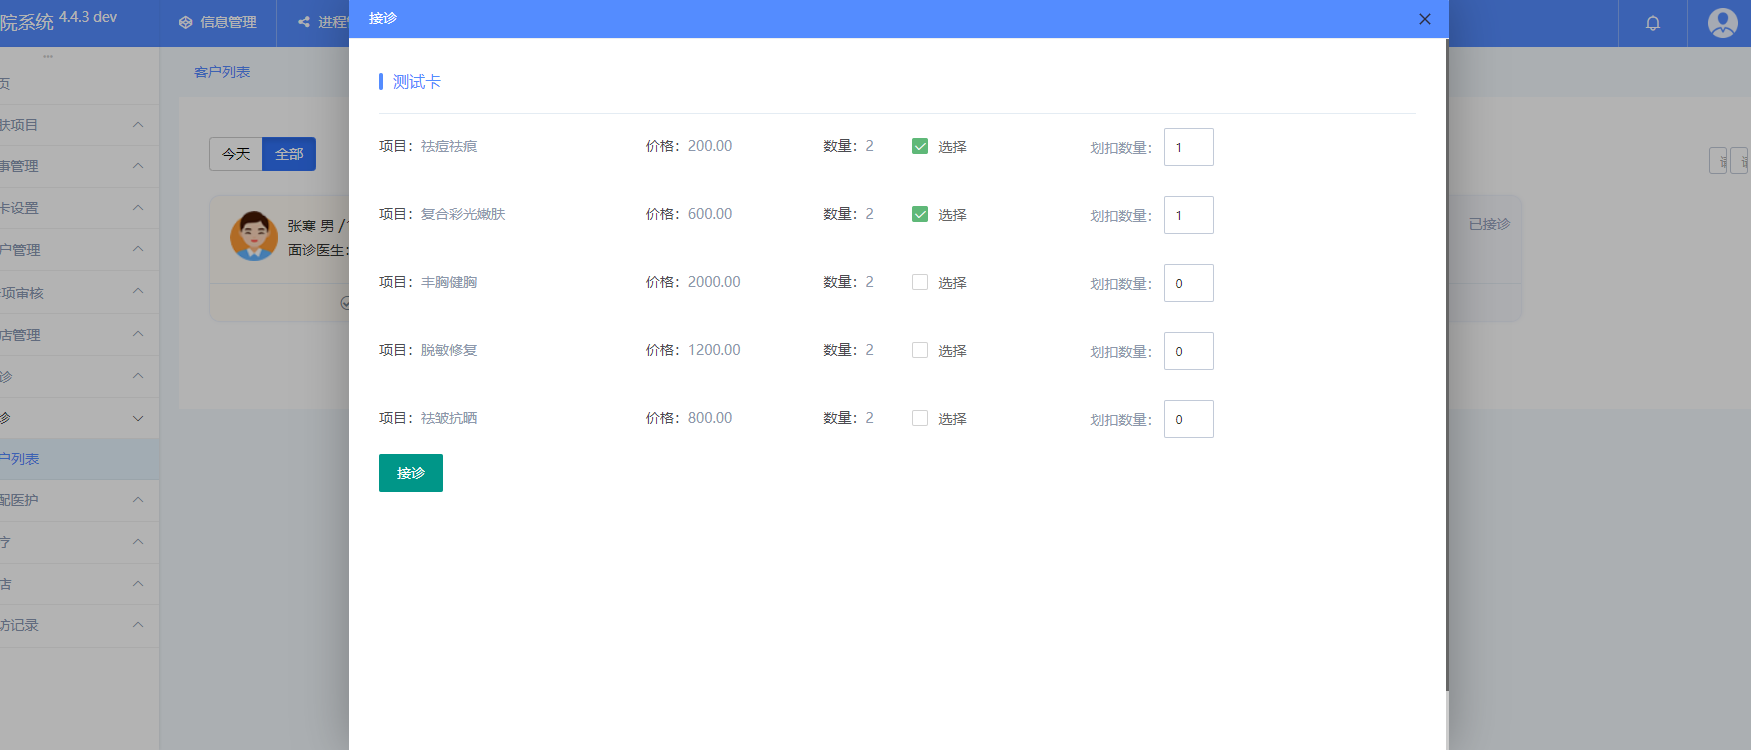 院系统 4.4.3 dev
信息管理
进程
接诊
页
肤项目
事管理
卡设置
户管理
项审核
店管理
诊
诊
户列表
配医护
疗
店
访记录
客户列表
今天
全部
张寒 男 /
面诊医生:
已接诊
测试卡
项目: 祛痘祛痕 价格: 200.00 数量: 2 选择 划扣数量: 1
项目: 复合彩光嫩肤 价格: 600.00 数量: 2 选择 划扣数量: 1
项目: 丰胸健胸 价格: 2000.00 数量: 2 选择 划扣数量: 0
项目: 脱敏修复 价格: 1200.00 数量: 2 选择 划扣数量: 0
项目: 祛皱抗晒 价格: 800.00 数量: 2 选择 划扣数量: 0
接诊